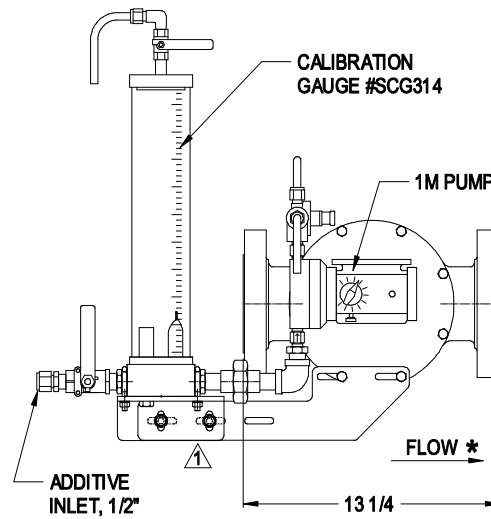 CALIBRATION
GAUGE #SCG314
1M PUMP
1
FLOW *
ADDITIVE
INLET, 1/2"
13 1/4